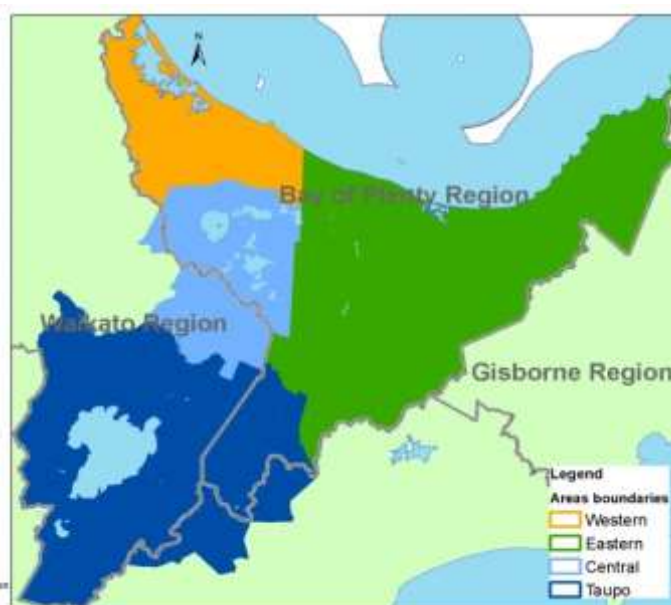 N
Bay of Plenty Region
Waikato Region
Gisborne Region
Legend
Areas boundaries
Western
Eastern
Central
Taupo